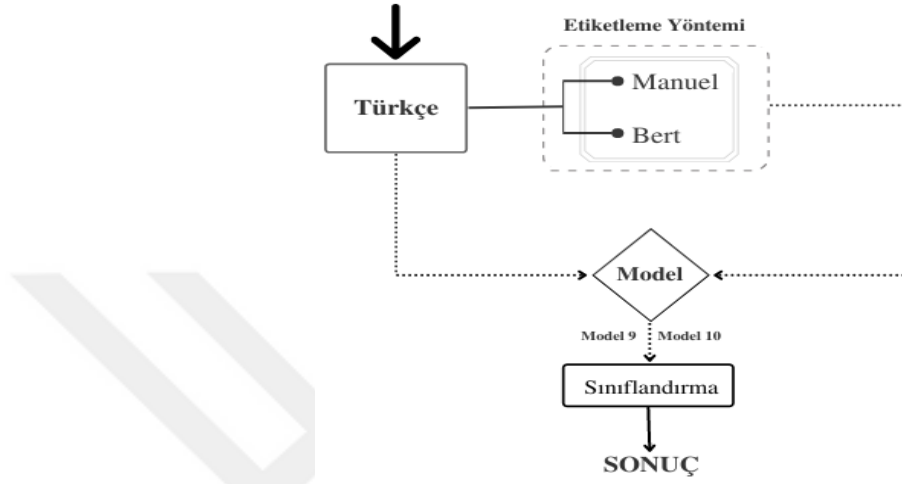 Etiketleme Yöntemi
Manuel
Türkçe
Bert
Model
Model 9 Model 10
Sınıflandırma
SONUÇ